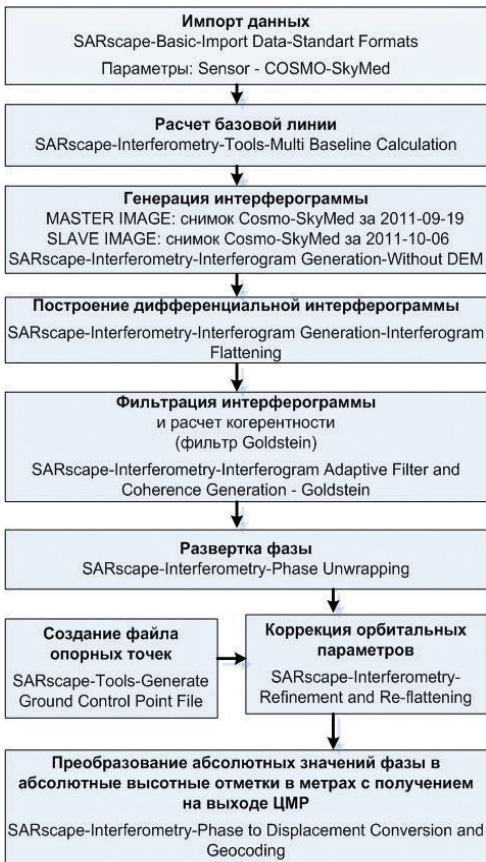 Импорт данных
SARscape-Basic-Import Data-Standart Formats
Параметры: Sensor - COSMO-SkyMed
Расчет базовой линии
SARscape-Interferometry-Tools-Multi Baseline Calculation
Генерация интерферограммы
MASTER IMAGE: снимок Cosmo-SkyMed за 2011-09-19
SLAVE IMAGE: снимок Cosmo-SkyMed за 2011-10-06
SARscape-Interferometry-Interferogram Generation-Without DEM
Построение дифференциальной интерферограммы
SARscape-Interferometry-Interferogram Generation-Interferogram
Flattening
Фильтрация интерферограммы
и расчет когерентности
(фильтр Goldstein)
SARscape-Interferometry-Interferogram Adaptive Filter and
Coherence Generation - Goldstein
Развертка фазы
SARscape-Interferometry-Phase Unwrapping
Создание файла
опорных точек
SARscape-Tools-Generate
Ground Control Point File
Коррекция орбитальных
параметров
SARscape-Interferometry-
Refinement and Re-flattening
Преобразование абсолютных значений фазы в
абсолютные высотные отметки в метрах с получением
на выходе ЦМР
SARscape-Interferometry-Phase to Displacement Conversion and
Geocoding